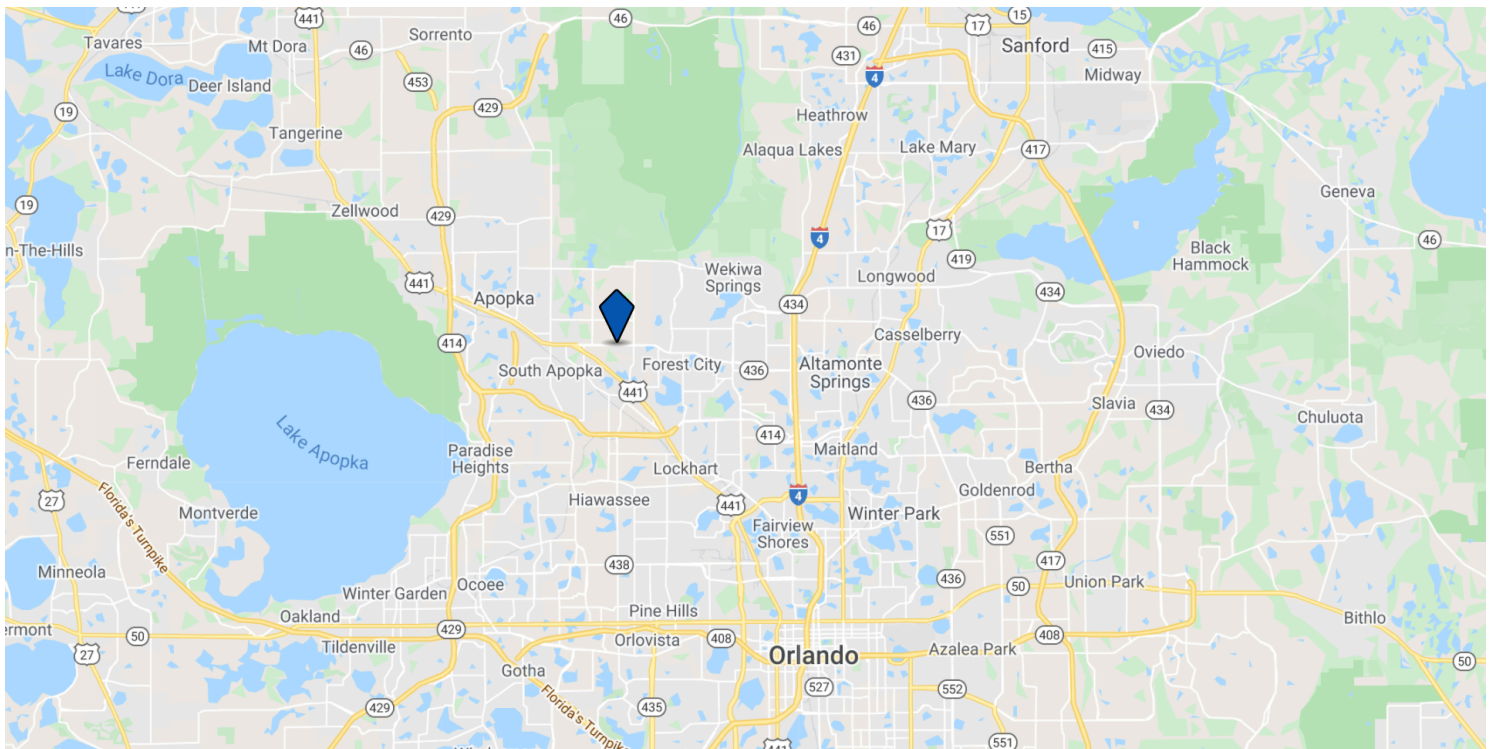 441
46
46
17
15
Tavares
Mt Dora
46
Sorrento
431
Sanford
415
Lake Dora
Deer Island
453
4
Midway
19
429
Heathrow
Tangerine
Alaqua Lakes
Lake Mary
417
19
Zellwood
429
Geneva
n-The-Hills
4
17
419
Black
Hammock
46
441
Apopka
Wekiwa
Springs
Longwood
434
434
414
Casselberry
South Apopka
Forest City
436
Altamonte
Springs
Oviedo
441
436
Slavia
434
Chuluota
Lake Apopka
414
Maitland
Ferndale
Paradise
Heights
Lockhart
Bertha
27
Florida's Turnpike
Hiawassee
441
4
Goldenrod
Montverde
Fairview
Shores
Winter Park
551
Minneola
438
417
Winter Garden
Ocoee
436
50
Union Park
Oakland
Pine Hills
Bithlo
ermont
50
429
Tildenville
Orlovista
408
408
27
Orlando
Azalea Park
50
Gotha
Florida's Turnpi
527
552
429
435
441
551